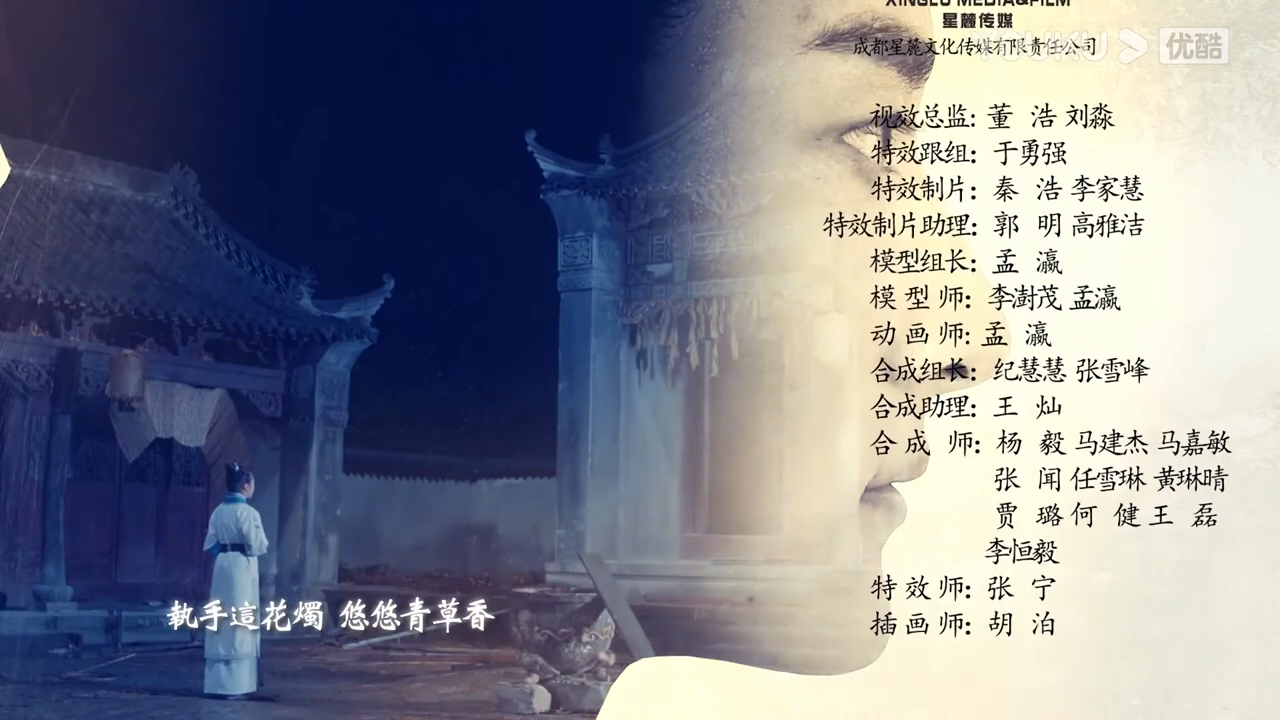 XINGLU MEDIA&FILM
星麓传媒
成都星麓文化传媒有限责任公司
YOUKU 优酷
视效总监: 董 浩 刘淼
特效跟组: 于勇强
特效制片: 秦 浩 李家慧
特效制片助理: 郭 明 高雅洁
模型组长: 孟 瀛
模 型 师: 李澍茂 孟瀛
动 画 师: 孟 瀛
合成组长: 纪慧慧 张雪峰
合成助理: 王 灿
合 成 师: 杨 毅 马建杰 马嘉敏
张 闻 任雪琳 黄琳晴
贾 璐 何 健 王 磊
李恒毅
特 效 师: 张 宁
插 画 师: 胡 泊
執手這花燭 悠悠青草香